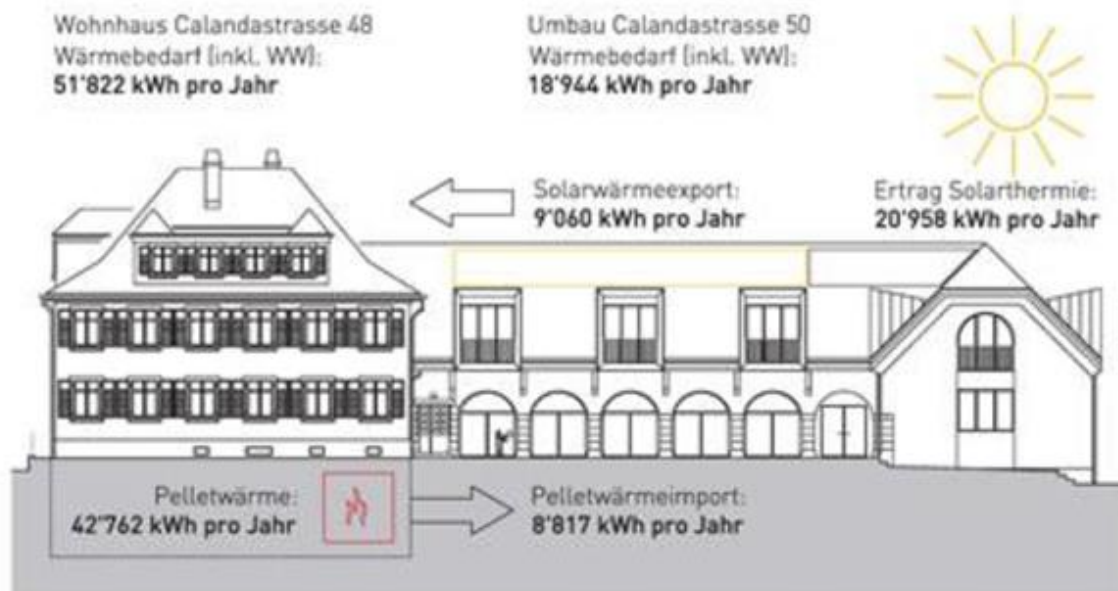 Wohnhaus Calandastrasse 48
Wärmebedarf (inkl. WW):
51'822 kWh pro Jahr
Umbau Calandastrasse 50
Wärmebedarf (inkl. WW):
18'944 kWh pro Jahr
Solarwärmeexport:
9'060 kWh pro Jahr
Ertrag Solarthermie:
20'958 kWh pro Jahr
Pelletwärme:
42'762 kWh pro Jahr
Pelletwärmeimport:
8'817 kWh pro Jahr